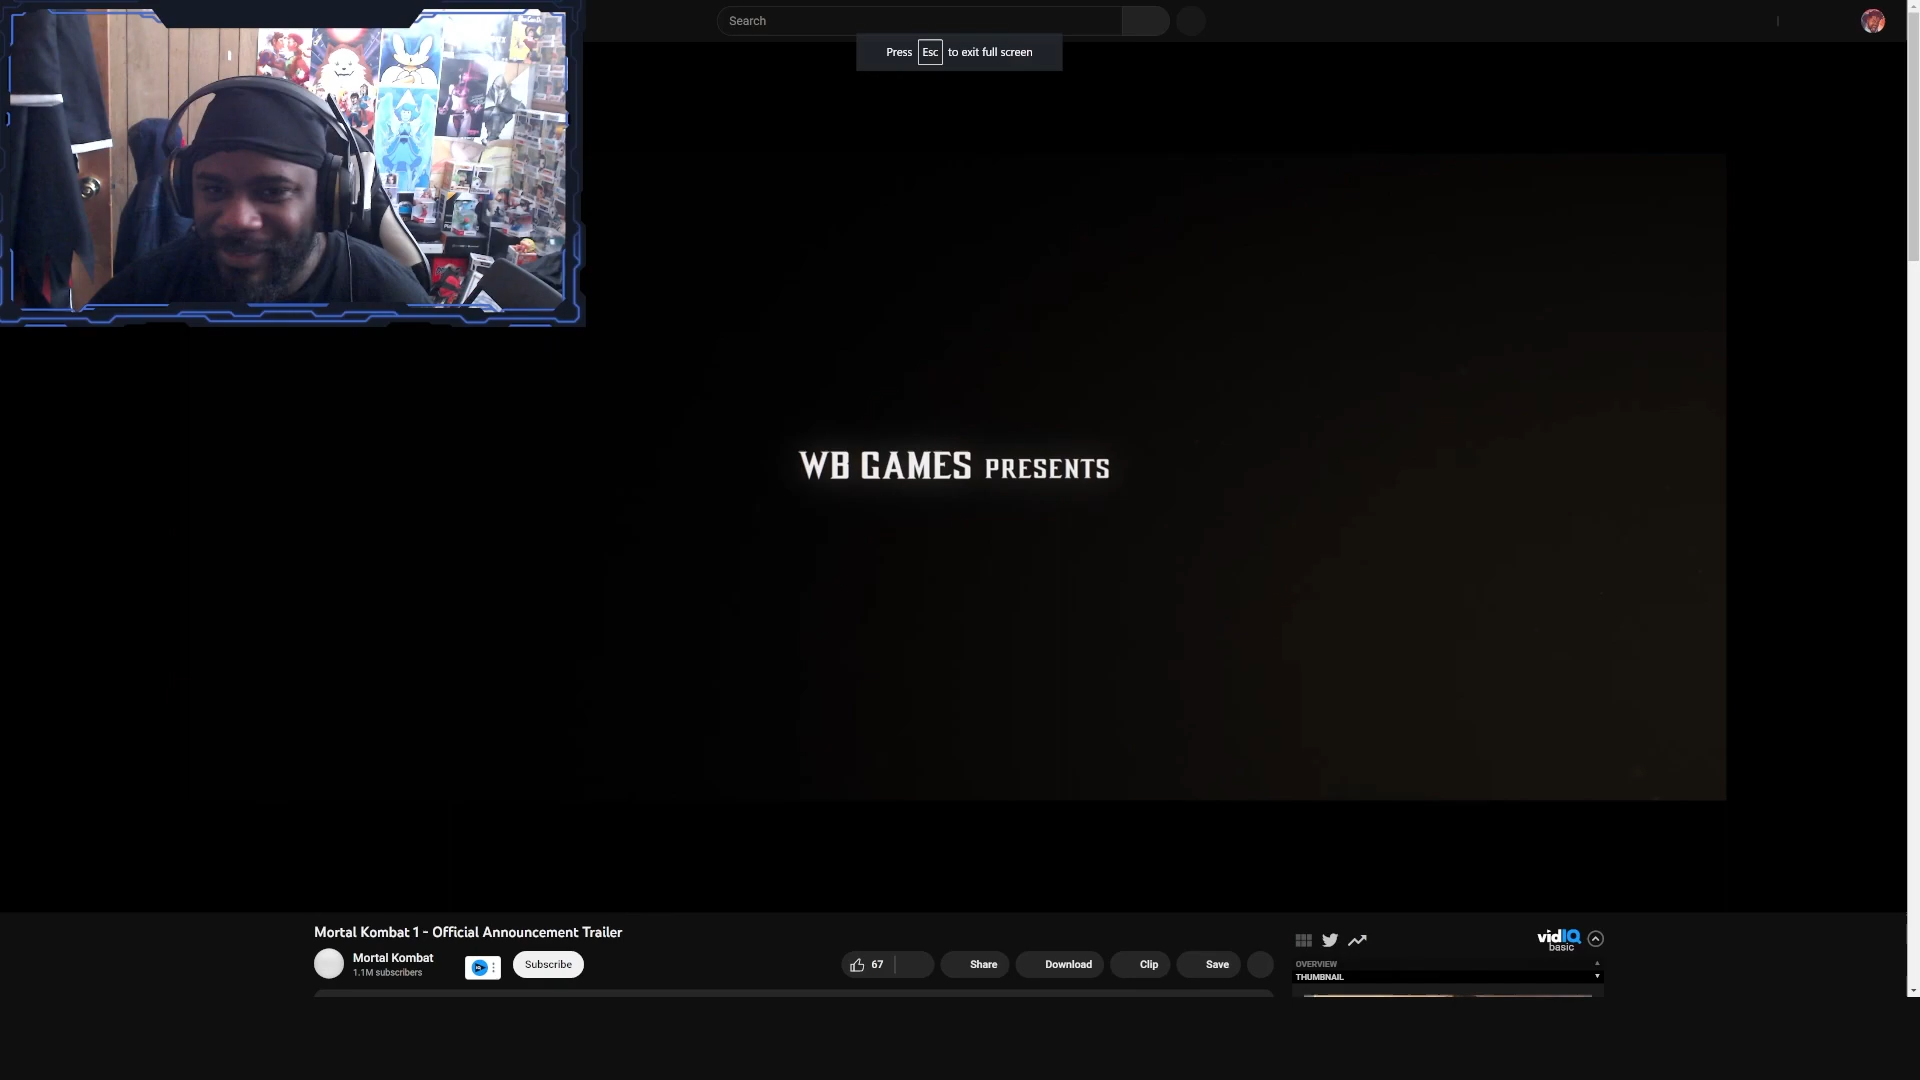 Search
Press Esc to exit full screen
WB GAMES PRESENTS
Mortal Kombat 1 - Official Announcement Trailer
Mortal Kombat
1.1M subscribers
Subscribe
67
Share
Download
Clip
Save
vidIQ
basic
OVERVIEW
THUMBNAIL